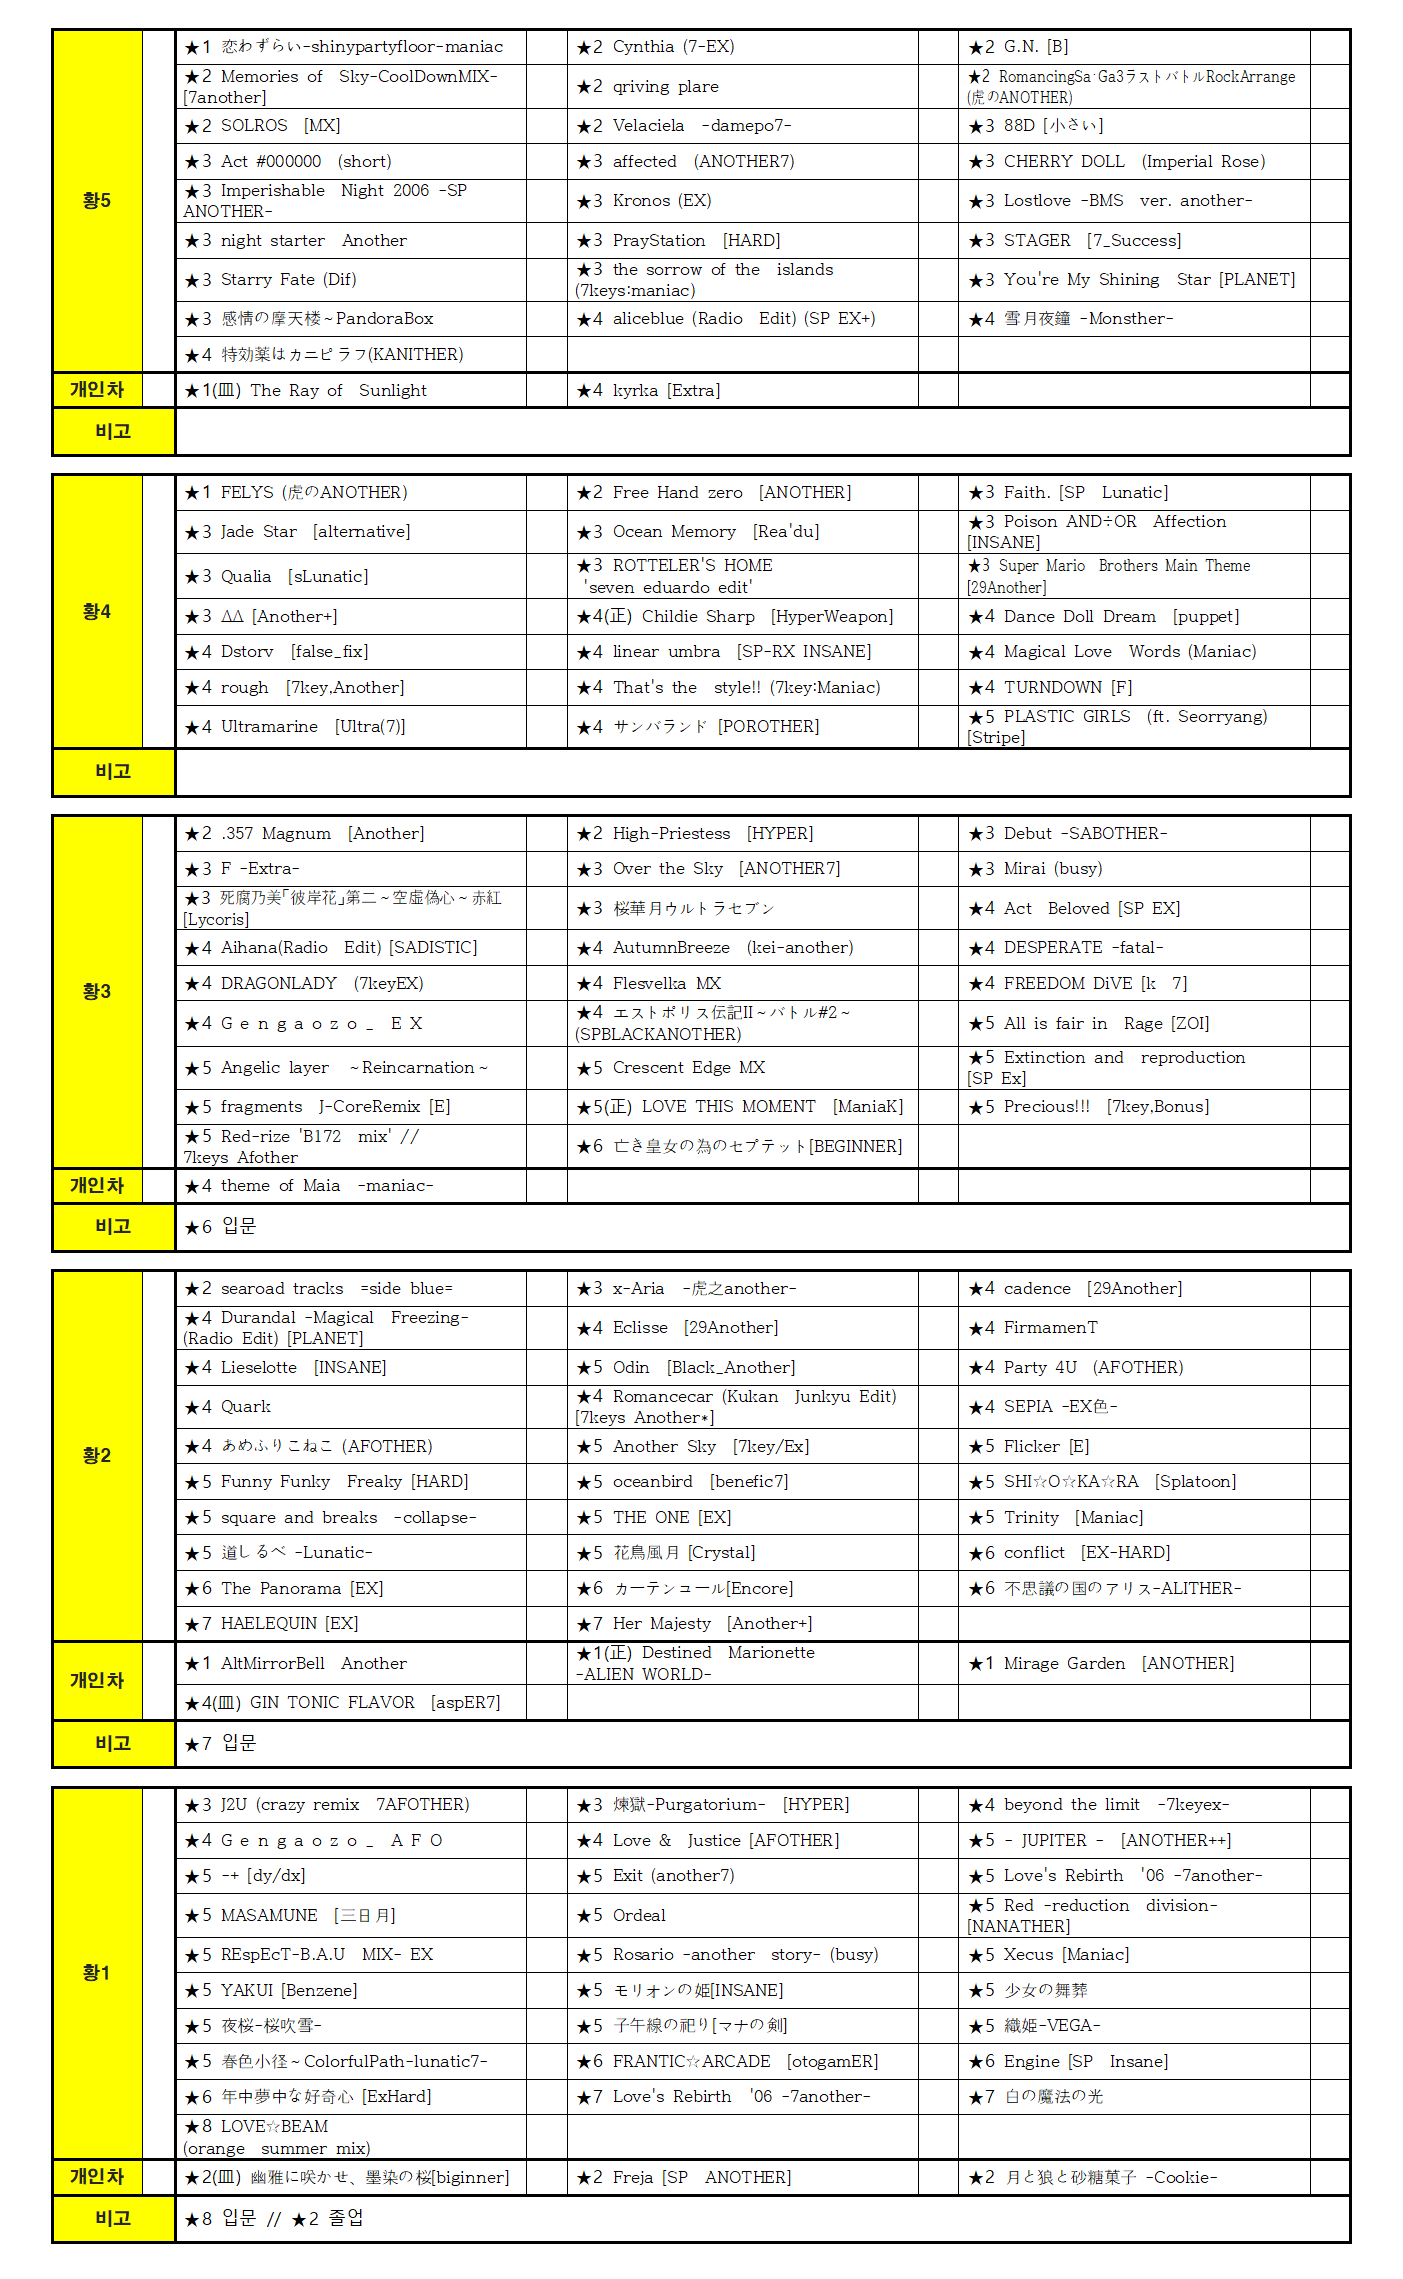 황5
★1 恋わずらい-shinypartyfloor-maniac
★2 Cynthia (7-EX)
★2 G.N. [B]
★2 Memories of Sky-CoolDownMIX-
[7another]
★2 qriving plare
★2 RomancingSa·Ga3ラストバトルRockArrange
(虎のANOTHER)
★2 SOLROS [MX]
★2 Velaciela -damepo7-
★3 88D [小さい]
★3 Act #000000 (short)
★3 affected (ANOTHER7)
★3 CHERRY DOLL (Imperial Rose)
★3 Imperishable Night 2006 -SP
ANOTHER-
★3 Kronos (EX)
★3 Lostlove -BMS ver. another-
★3 night starter Another
★3 PrayStation [HARD]
★3 STAGER [7_Success]
★3 Starry Fate (Dif)
★3 the sorrow of the islands
(7keys:maniac)
★3 You're My Shining Star [PLANET]
★3 感情の摩天楼~PandoraBox
★4 aliceblue (Radio Edit) (SP EX+)
★4 雪月夜鐘 -Monsther-
★4 特効薬はカニピラフ(KANITHER)
개인차
★1(皿) The Ray of Sunlight
★4 kyrka [Extra]
비고
황4
★1 FELYS (虎のANOTHER)
★2 Free Hand zero [ANOTHER]
★3 Faith. [SP Lunatic]
★3 Jade Star [alternative]
★3 Ocean Memory [Rea'du]
★3 Poison AND÷OR Affection
[INSANE]
★3 Qualia [sLunatic]
★3 ROTTELER'S HOME
'seven eduardo edit'
★3 Super Mario Brothers Main Theme
[29Another]
★3 ΔΔ [Another+]
★4(正) Childie Sharp [HyperWeapon]
★4 Dance Doll Dream [puppet]
★4 Dstorv [false_fix]
★4 linear umbra [SP-RX INSANE]
★4 Magical Love Words (Maniac)
★4 rough [7key,Another]
★4 That's the style!! (7key:Maniac)
★4 TURNDOWN [F]
★4 Ultramarine [Ultra(7)]
★4 サンバランド [POROTHER]
★5 PLASTIC GIRLS (ft. Seorryang)
[Stripe]
비고
황3
★2 .357 Magnum [Another]
★2 High-Priestess [HYPER]
★3 Debut -SABOTHER-
★3 F -Extra-
★3 Over the Sky [ANOTHER7]
★3 Mirai (busy)
★3 死腐乃美「彼岸花」第二~空虚偽心~赤紅
[Lycoris]
★3 桜華月ウルトラセブン
★4 Act Beloved [SP EX]
★4 Aihana(Radio Edit) [SADISTIC]
★4 AutumnBreeze (kei-another)
★4 DESPERATE -fatal-
★4 DRAGONLADY (7keyEX)
★4 Flesvelka MX
★4 FREEDOM DiVE [k 7]
★4 Ｇｅｎｇａｏｚｏ＿ ＥＸ
★4 エストポリス伝記II~バトル#2~
(SPBLACKANOTHER)
★5 All is fair in Rage [ZOI]
★5 Angelic layer ~Reincarnation~
★5 Crescent Edge MX
★5 Extinction and reproduction
[SP Ex]
★5 fragments J-CoreRemix [E]
★5(正) LOVE THIS MOMENT [ManiaK]
★5 Precious!!! [7key,Bonus]
★5 Red-rize 'B172 mix' //
7keys Afother
★6 亡き皇女の為のセプテット[BEGINNER]
개인차
★4 theme of Maia -maniac-
비고
★6 입문
황2
★2 searoad tracks =side blue=
★3 x-Aria -虎之another-
★4 cadence [29Another]
★4 Durandal -Magical Freezing-
(Radio Edit) [PLANET]
★4 Eclisse [29Another]
★4 FirmamenT
★4 Lieselotte [INSANE]
★5 Odin [Black_Another]
★4 Party 4U (AFOTHER)
★4 Quark
★4 Romancecar (Kukan Junkyu Edit)
[7keys Another*]
★4 SEPIA -EX色-
★4 あめふりこねこ (AFOTHER)
★5 Another Sky [7key/Ex]
★5 Flicker [E]
★5 Funny Funky Freaky [HARD]
★5 oceanbird [benefic7]
★5 SHI☆O☆KA☆RA [Splatoon]
★5 square and breaks -collapse-
★5 THE ONE [EX]
★5 Trinity [Maniac]
★5 道しるべ -Lunatic-
★5 花鳥風月 [Crystal]
★6 conflict [EX-HARD]
★6 The Panorama [EX]
★6 カーテンコール[Encore]
★6 不思議の国のアリス-ALITHER-
★7 HAELEQUIN [EX]
★7 Her Majesty [Another+]
개인차
★1 AltMirrorBell Another
★1(正) Destined Marionette
-ALIEN WORLD-
★1 Mirage Garden [ANOTHER]
★4(皿) GIN TONIC FLAVOR [aspER7]
비고
★7 입문
황1
★3 J2U (crazy remix 7AFOTHER)
★3 煉獄-Purgatorium- [HYPER]
★4 beyond the limit -7keyex-
★4 Ｇｅｎｇａｏｚｏ＿ ＡＦＯ
★4 Love & Justice [AFOTHER]
★5 - JUPITER - [ANOTHER++]
★5 -+ [dy/dx]
★5 Exit (another7)
★5 Love's Rebirth '06 -7another-
★5 MASAMUNE [三日月]
★5 Ordeal
★5 Red -reduction division-
[NANATHER]
★5 REspEcT-B.A.U MIX- EX
★5 Rosario -another story- (busy)
★5 Xecus [Maniac]
★5 YAKUI [Benzene]
★5 モリオンの姫[INSANE]
★5 少女の舞葬
★5 夜桜-桜吹雪-
★5 子午線の祀り[マナの剣]
★5 織姫-VEGA-
★5 春色小径~ColorfulPath-lunatic7-
★6 FRANTIC☆ARCADE [otogamER]
★6 Engine [SP Insane]
★6 年中夢中な好奇心 [ExHard]
★7 Love's Rebirth '06 -7another-
★7 白の魔法の光
★8 LOVE☆BEAM
(orange summer mix)
개인차
★2(皿) 幽雅に咲かせ、墨染の桜[biginner]
★2 Freja [SP ANOTHER]
★2 月と狼と砂糖菓子 -Cookie-
비고
★8 입문 // ★2 졸업